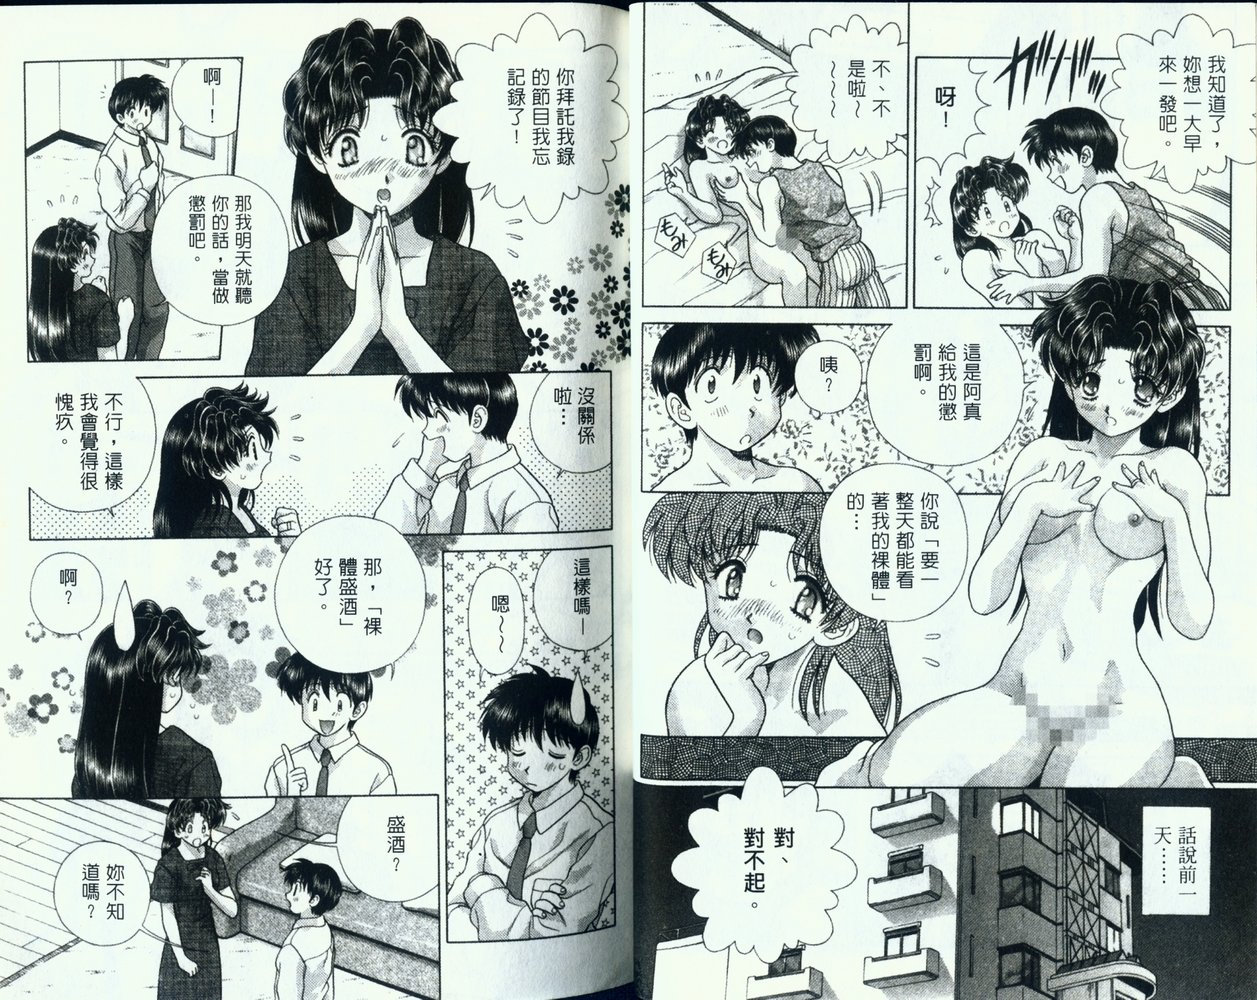 我知道了，
妳想一大早
來一發吧。
ガバッ
呀！
不、不
是啦～
～～～
もみ
もみ
這是阿真
給我的懲
罰啊。
咦？
你說「要一
整天都能看
著我的裸體」
的…
話說前一
天……
對、
對不起。
你拜託我錄
的節目我忘
記錄了！
啊——！
那我明天就聽
你的話，當做
懲罰吧。
沒關係
啦…
不行，這樣
我會覺得很
愧疚。
這樣嗎—
嗯～～
那，「裸
體盛酒」
好了。
啊？
盛酒？
妳不知
道嗎？